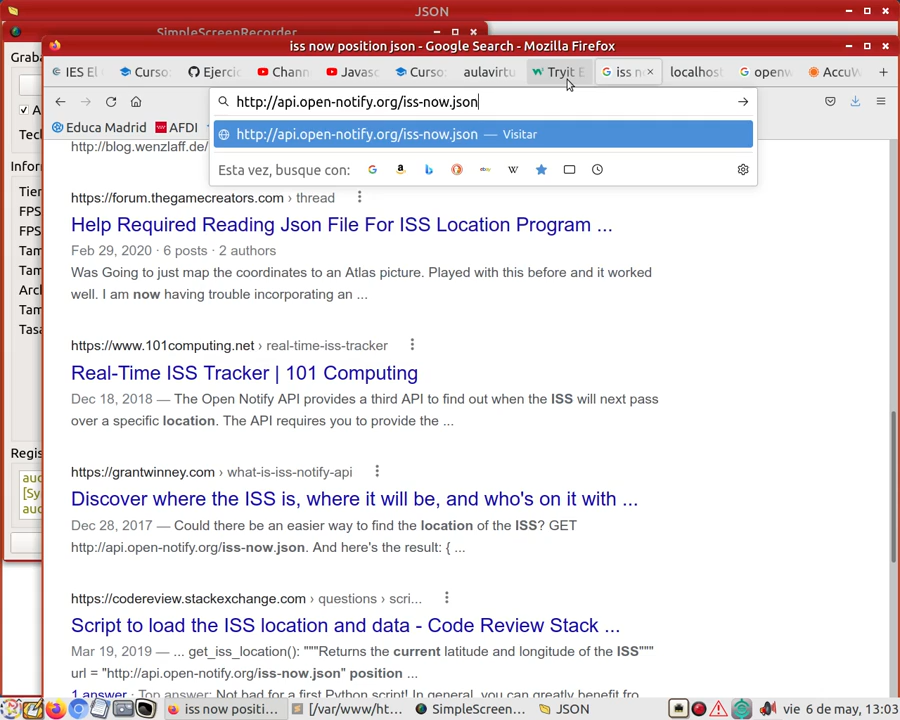 JSON
SimpleScreenRecorder
iss now position json - Google Search - Mozilla Firefox
IES El
Curso:
Ejercic
Chann
Javasc
Curso:
aulavirtu
Tryit E
iss n
localhos
openw
AccuW
http://api.open-notify.org/iss-now.json
http://api.open-notify.org/iss-now.json — Visitar
Educa Madrid
AFDI
Esta vez, busque con:
http://blog.wenzlaff.de/
https://forum.thegamecreators.com › thread
Help Required Reading Json File For ISS Location Program ...
Feb 29, 2020 · 6 posts · 2 authors
Was Going to just map the coordinates to an Atlas picture. Played with this before and it worked
well. I am now having trouble incorporating an ...
https://www.101computing.net › real-time-iss-tracker
Real-Time ISS Tracker | 101 Computing
Dec 18, 2018 — The Open Notify API provides a third API to find out when the ISS will next pass
over a specific location. The API requires you to provide the ...
https://grantwinney.com › what-is-iss-notify-api
Discover where the ISS is, where it will be, and who's on it with ...
Dec 28, 2017 — Could there be an easier way to find the location of the ISS? GET
http://api.open-notify.org/iss-now.json. And here's the result: { ...
https://codereview.stackexchange.com › questions › scri...
Script to load the ISS location and data - Code Review Stack ...
Mar 19, 2019 — ... get_iss_location(): """Returns the current latitude and longitude of the ISS"""
url = "http://api.open-notify.org/iss-now.json" position ...
1 answer · Top answer: Not bad for a first Python script! In general, you can greatly benefit fro
Graba
A
Tec
Inforr
Tien
FPS
FPS
Tam
Tam
Arch
Tam
Tasa
Regis
aud
[Sy
aud
iss now positi...
[/var/www/ht...
SimpleScreen...
JSON
vie 6 de may, 13:03